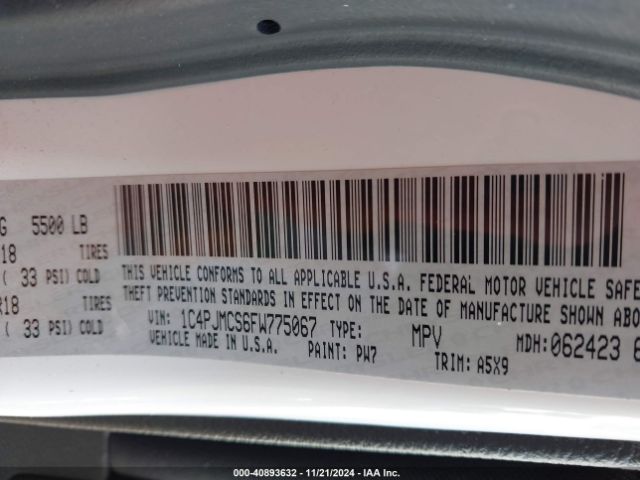 G 5500 LB
18 TIRES
( 33 PSI) COLD
R18 TIRES
( 33 PSI) COLD
THIS VEHICLE CONFORMS TO ALL APPLICABLE U.S.A. FEDERAL MOTOR VEHICLE SAFE
THEFT PREVENTION STANDARDS IN EFFECT ON THE DATE OF MANUFACTURE SHOWN ABO
VIN: 1C4PJMCS6FW775067 TYPE: MPV MDH:062423 6
VEHICLE MADE IN U.S.A. PAINT: PW7 TRIM: A5X9
000-40893632 - 11/21/2024 - IAA Inc.